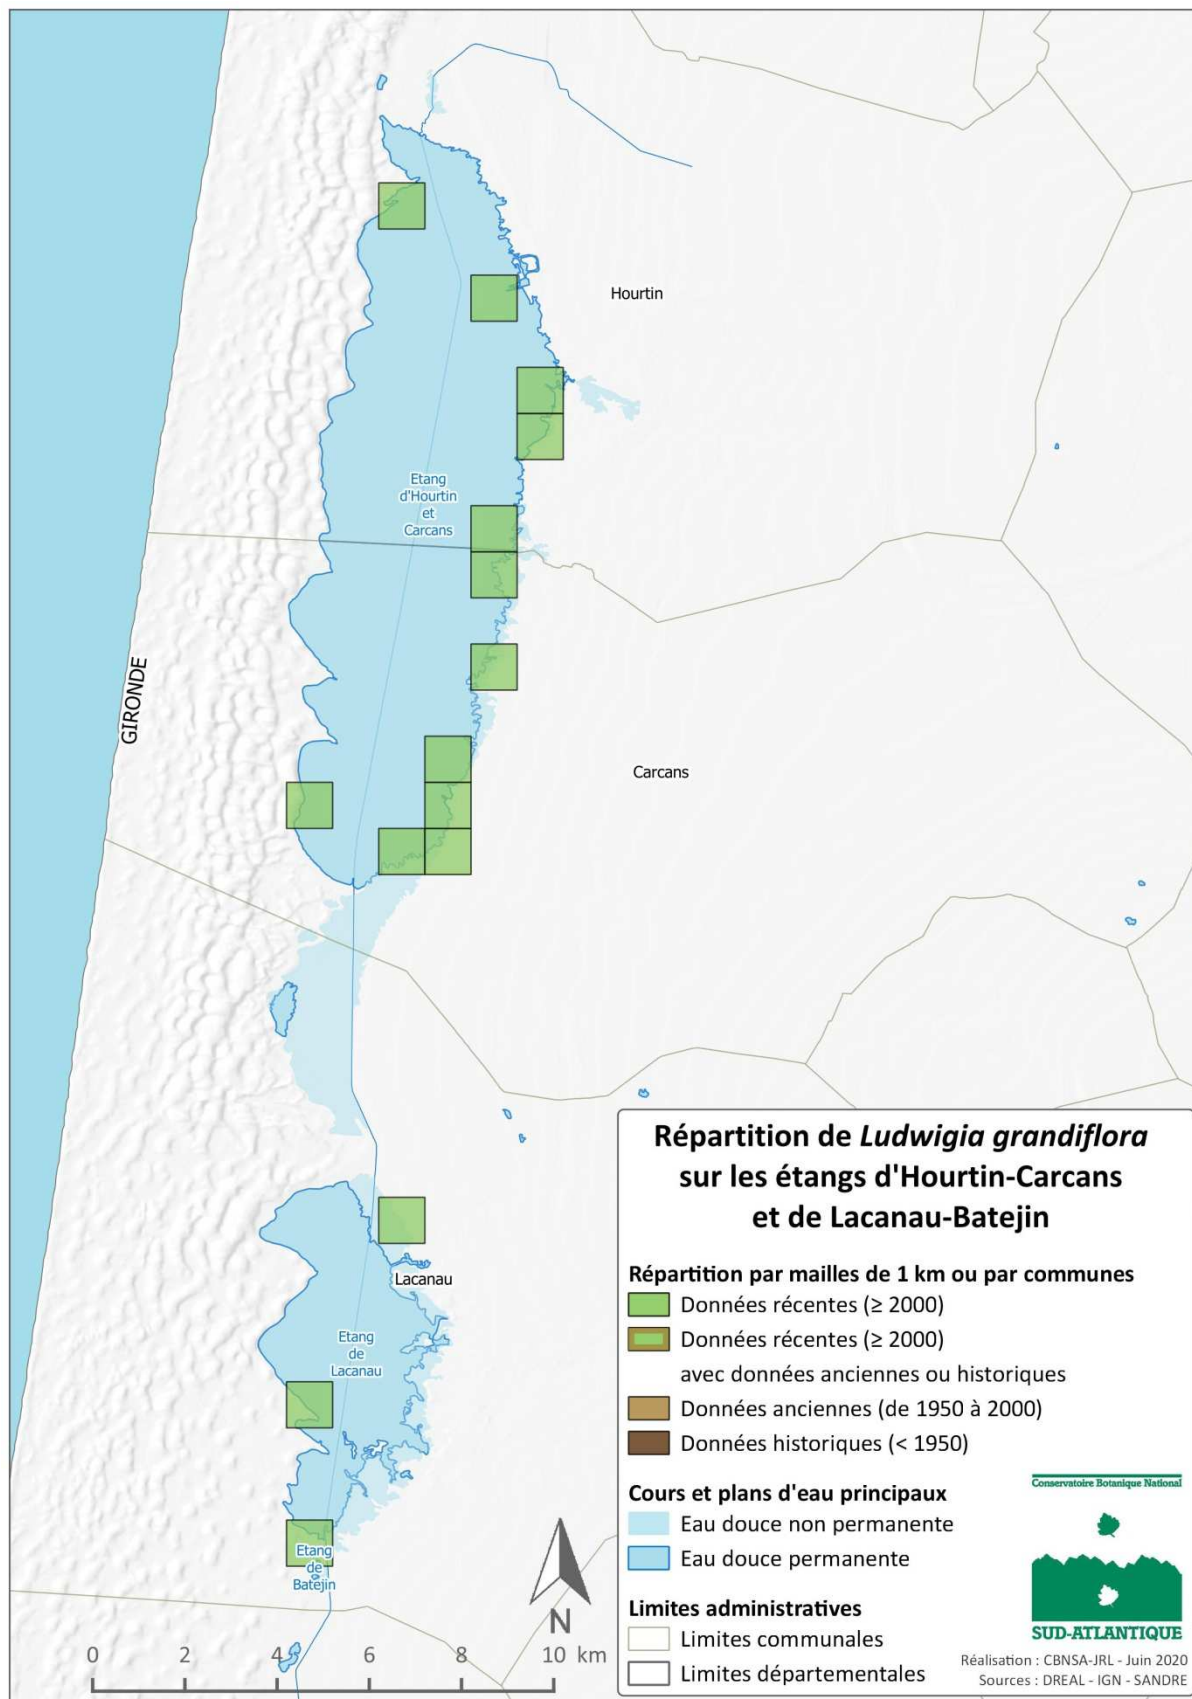 Hourtin
Etang
d'Hourtin
et
Carcans
GIRONDE
Carcans
Lacanau
Etang
de
Lacanau
Etang
de
Batejin
0 2 4 6 8 10 km
N
Répartition de Ludwigia grandiflora
sur les étangs d'Hourtin-Carcans
et de Lacanau-Batejin
Répartition par mailles de 1 km ou par communes
Données récentes (≥ 2000)
Données récentes (≥ 2000)
avec données anciennes ou historiques
Données anciennes (de 1950 à 2000)
Données historiques (< 1950)
Cours et plans d'eau principaux
Eau douce non permanente
Eau douce permanente
Limites administratives
Limites communales
Limites départementales
Conservatoire Botanique National
SUD-ATLANTIQUE
Réalisation : CBNSA-JRL - Juin 2020
Sources : DREAL - IGN - SANDRE